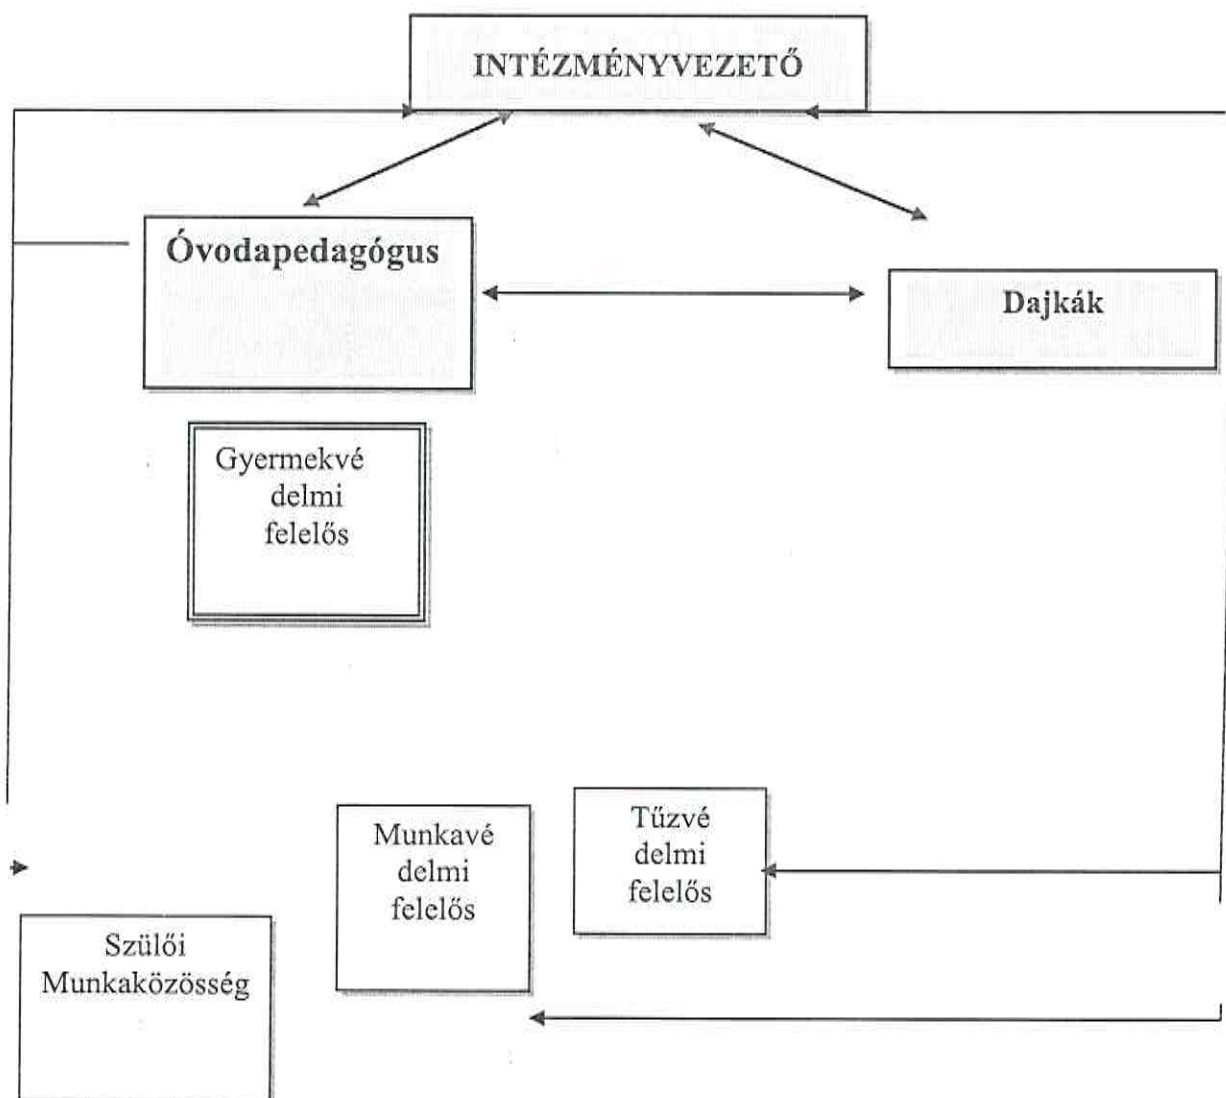 INTÉZMÉNYVEZETŐ
Óvodapedagógus
Dajkák
Gyermekvé
delmi
felelős
Munkavé
delmi
felelős
Tűzvé
delmi
felelős
Szülői
Munkaközösség